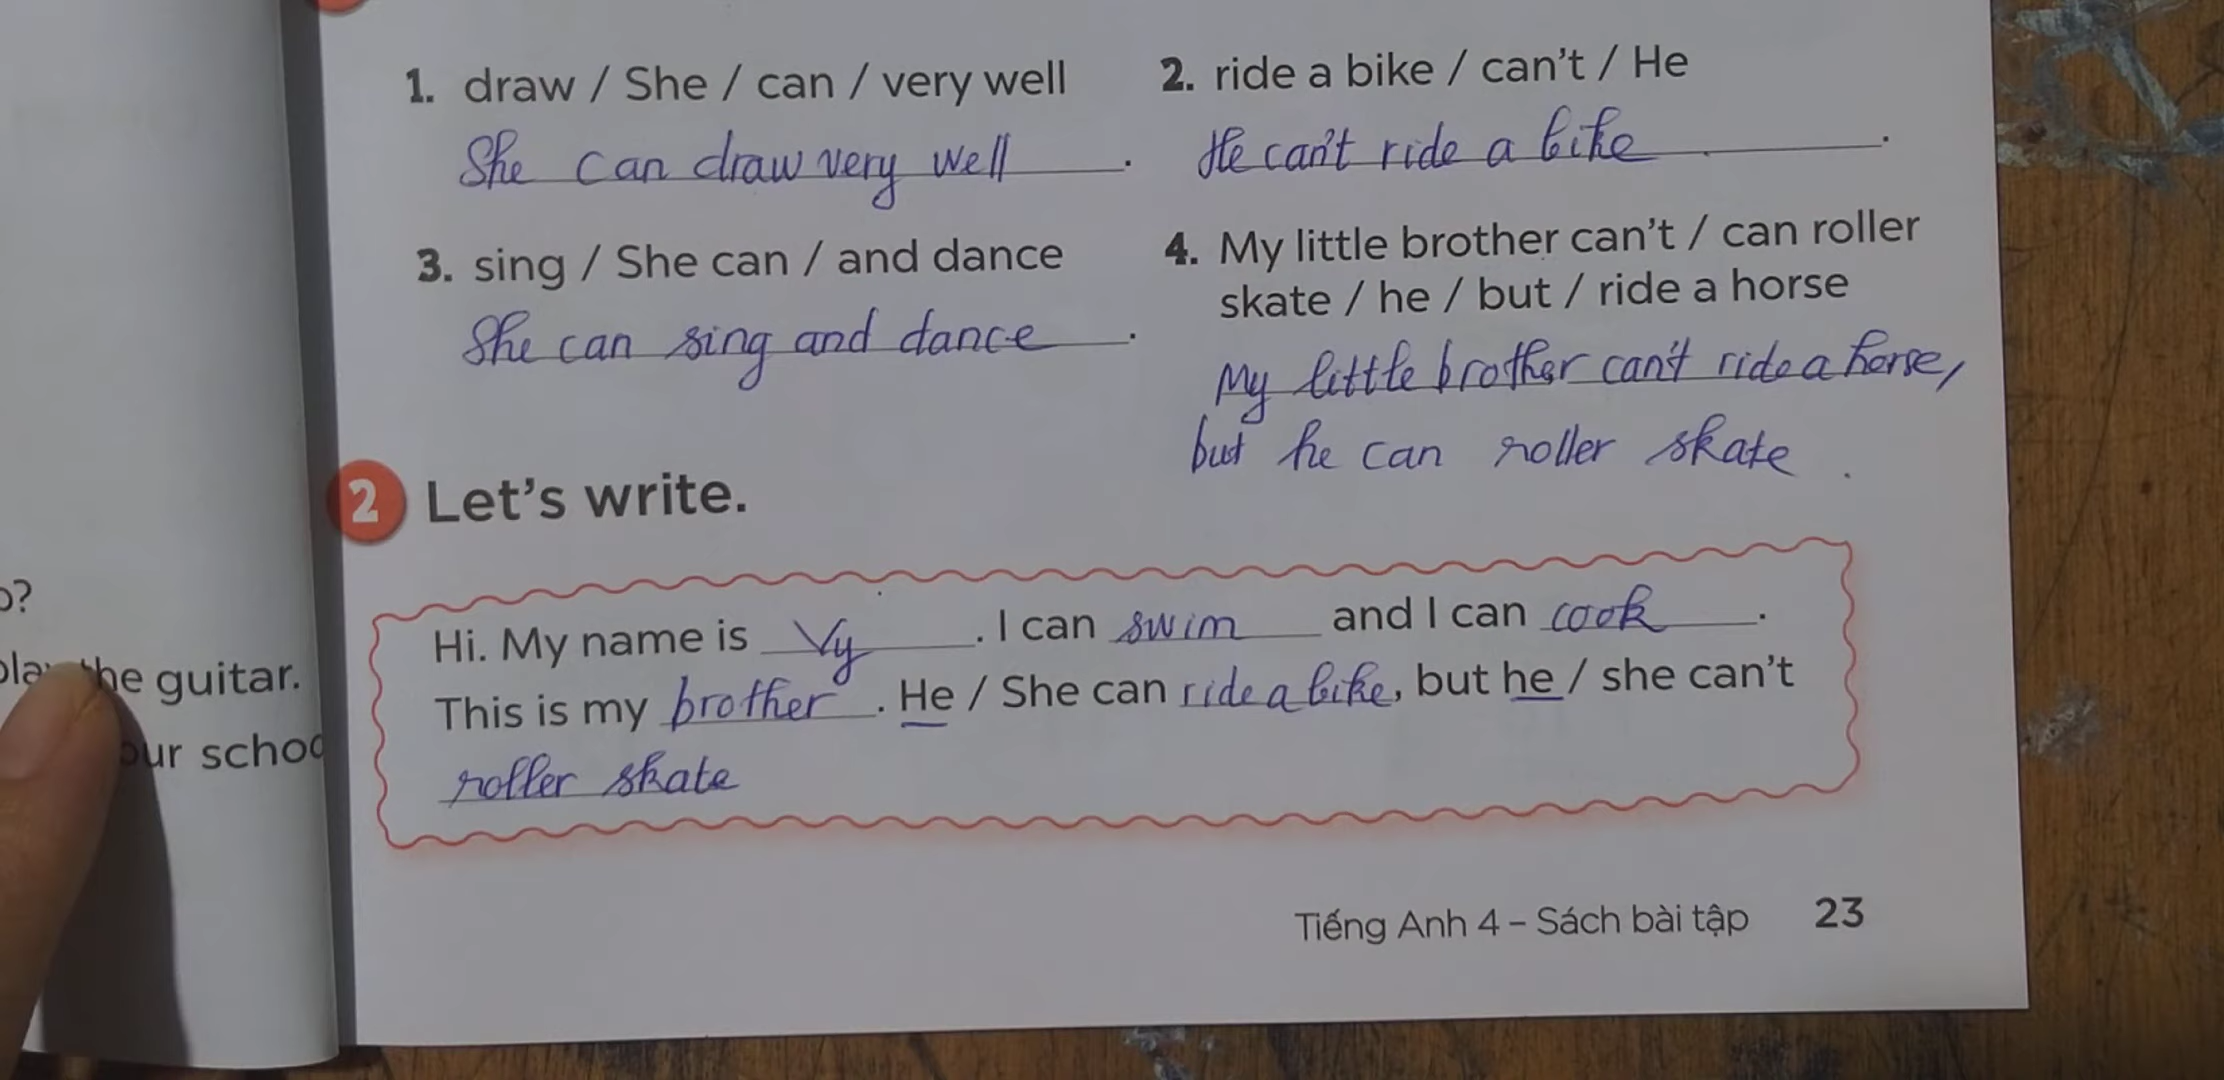 1. draw / She / can / very well
She can draw very well.
2. ride a bike / can't / He
He can't ride a bike.
3. sing / She can / and dance
She can sing and dance.
4. My little brother can't / can roller
skate / he / but / ride a horse
My little brother can't ride a horse,
but he can roller skate.
2 Let's write.
Hi. My name is Vy. I can swim and I can cook.
This is my brother. He / She can ride a bike, but he / she can't
roller skate
the guitar.
Tiếng Anh 4 – Sách bài tập 23